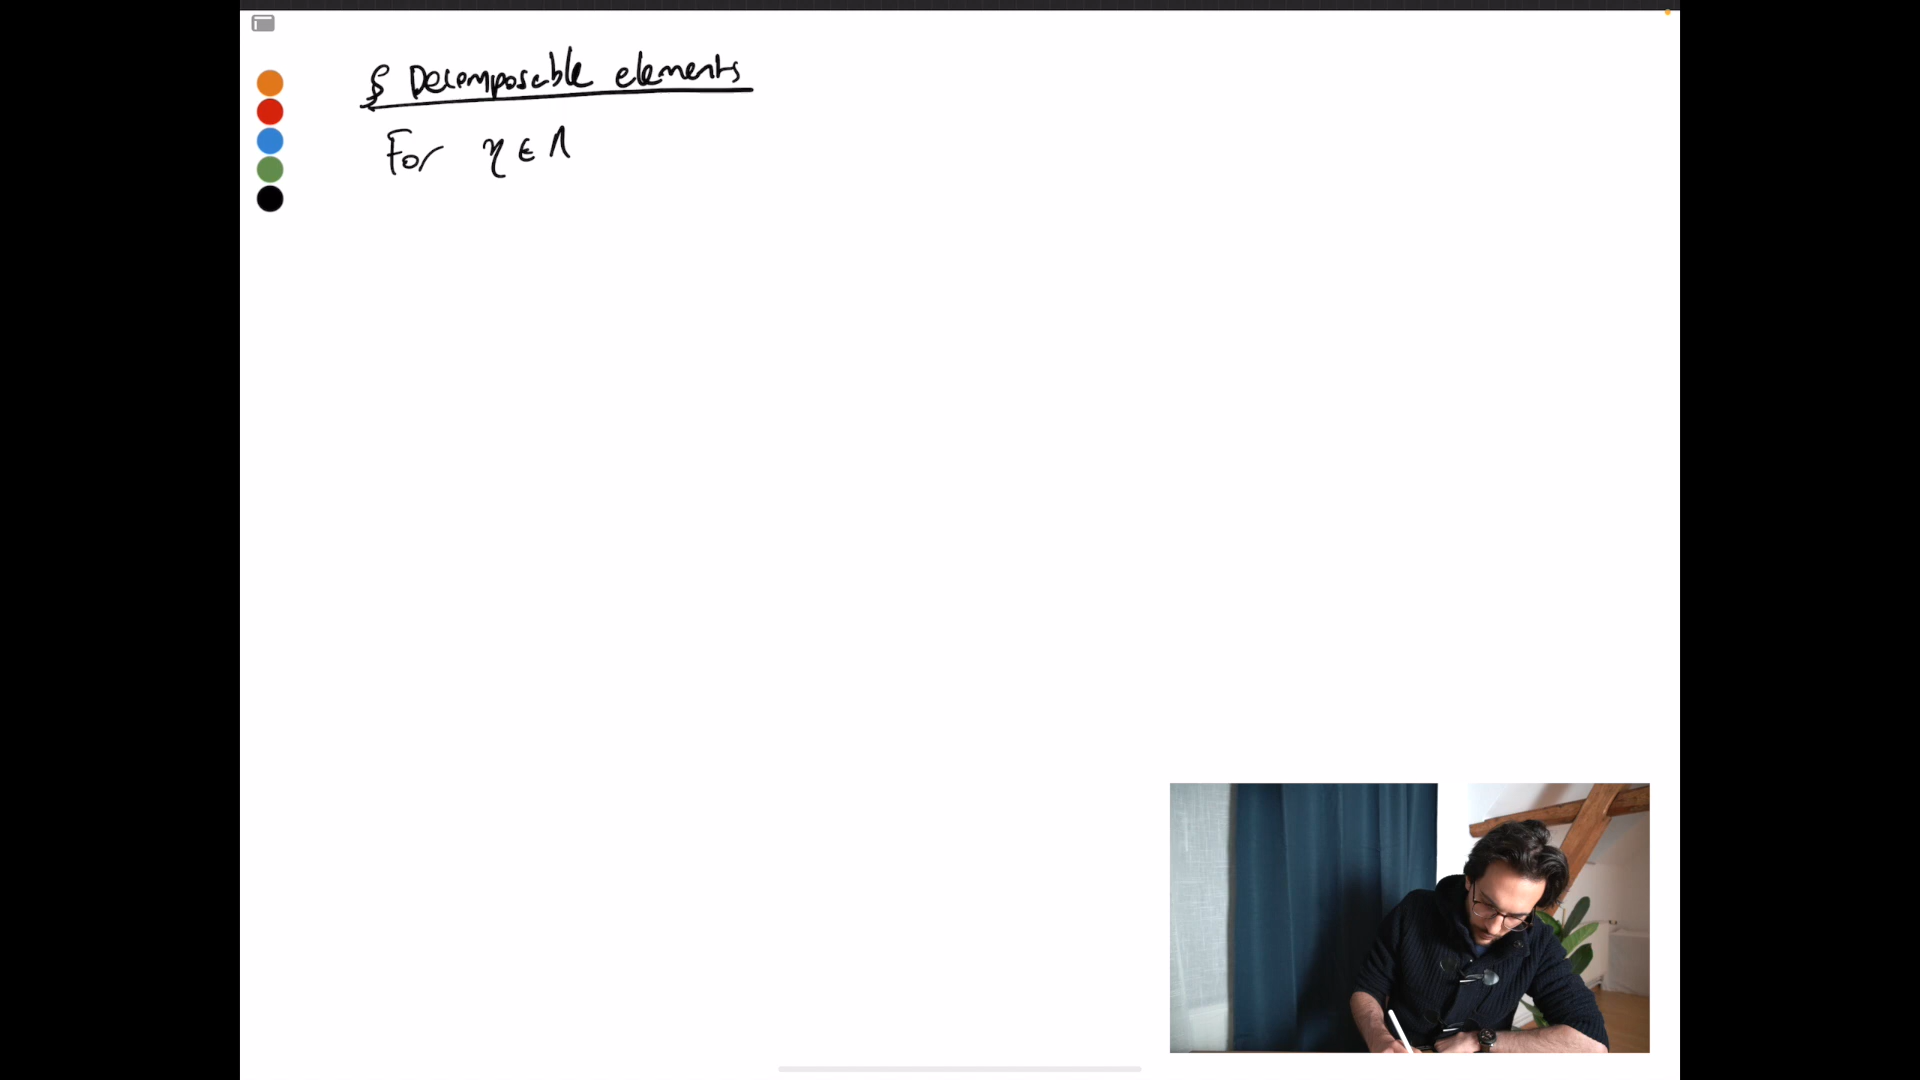 § Decomposable elements
For η ∈ Λ